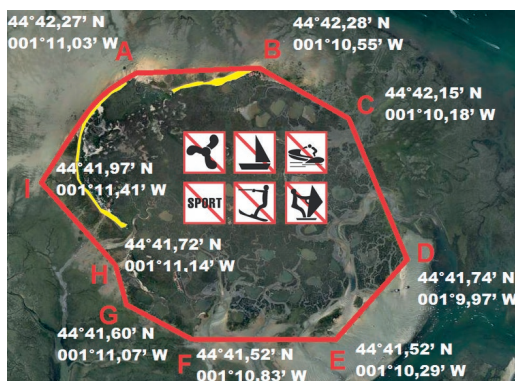 44°42,27' N
001°11,03' W
A
B
44°42,28' N
001°10,55' W
C
44°42,15' N
001°10,18' W
I
44°41,97' N
001°11,41' W
SPORT
D
44°41,74' N
001°9,97' W
H
44°41,72' N
001°11.14' W
G
44°41,60' N
001°11,07' W
F
44°41,52' N
001°10,83' W
E
44°41,52' N
001°10,29' W